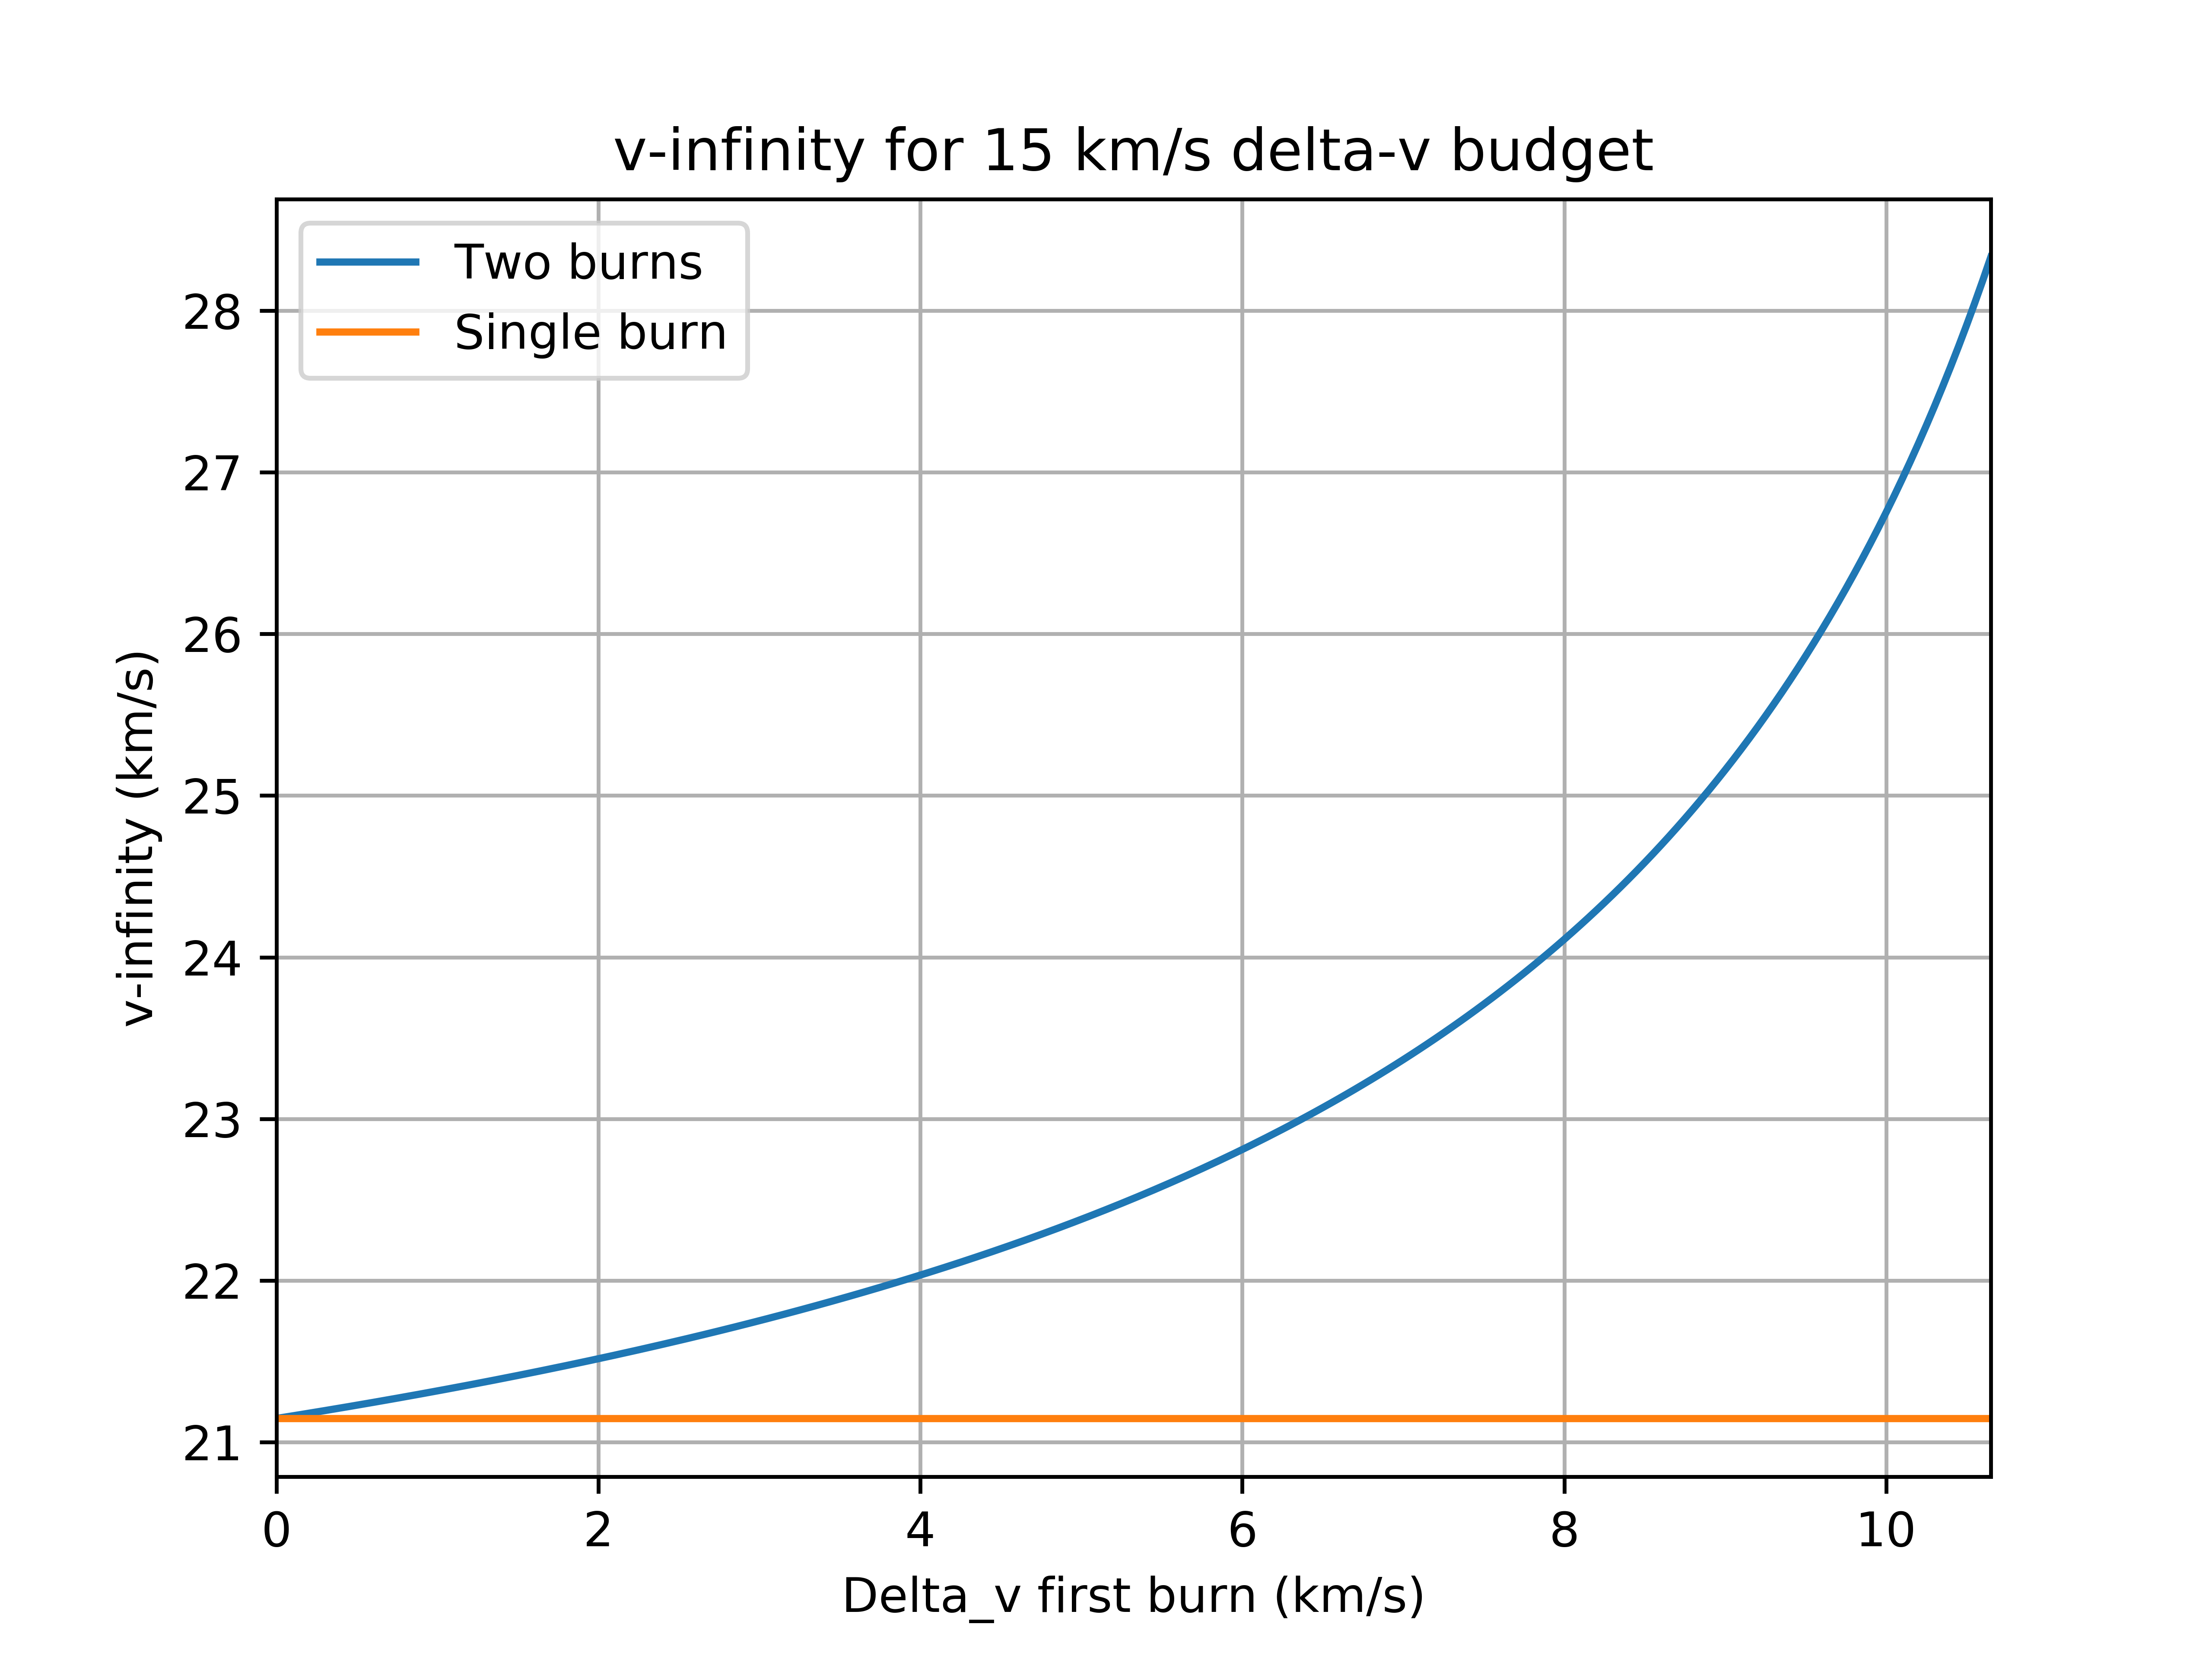 v-infinity for 15 km/s delta-v budget
Two burns
Single burn
28
27
26
25
24
23
22
21
v-infinity (km/s)
0 2 4 6 8 10
Delta_v first burn (km/s)